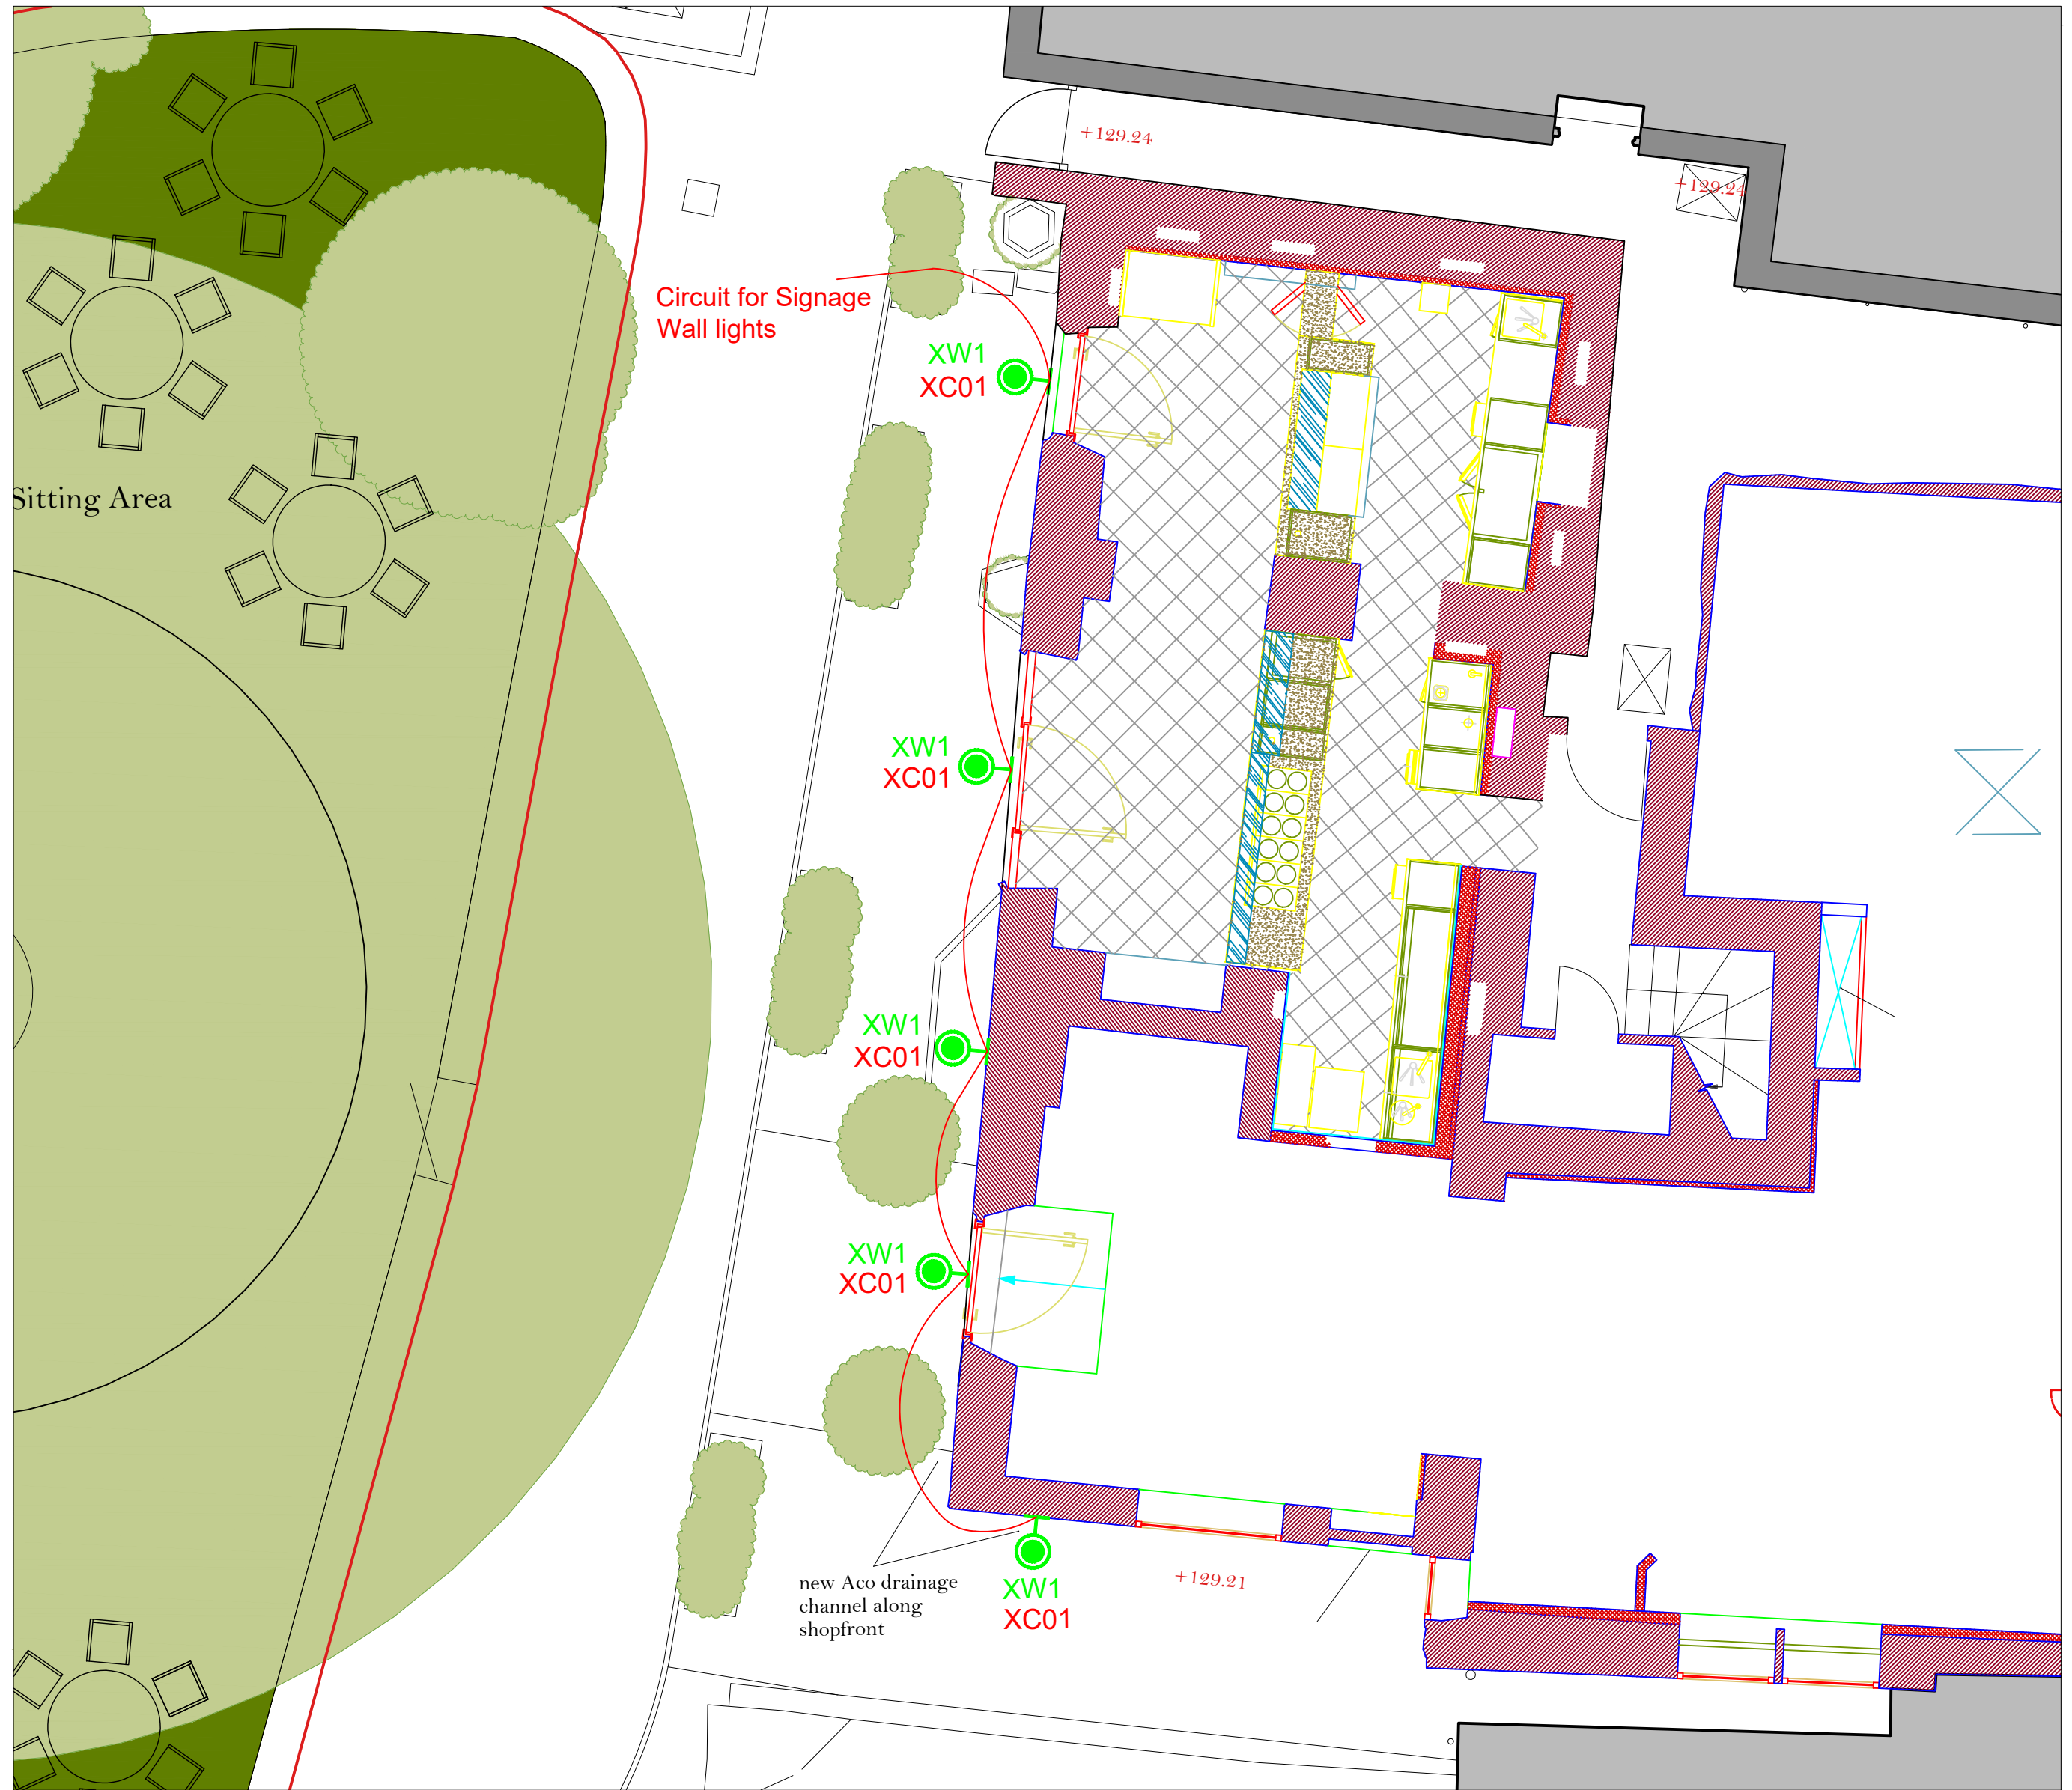 +129.24
+129.24
Circuit for Signage
Wall lights
XW1
XC01
Sitting Area
XW1
XC01
XW1
XC01
XW1
XC01
new Aco drainage
channel along
shopfront
XW1
XC01
+129.21